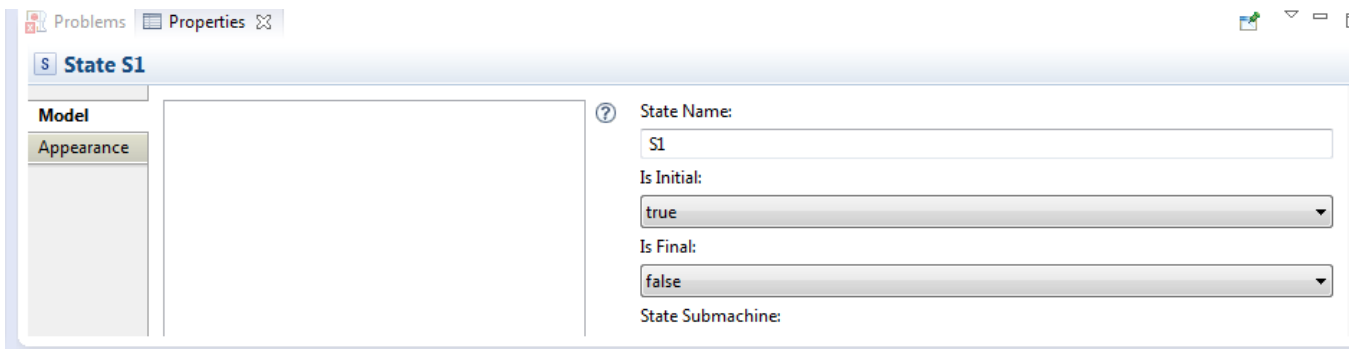 Problems Properties
S State S1
Model
Appearance
State Name:
S1
Is Initial:
true
Is Final:
false
State Submachine: